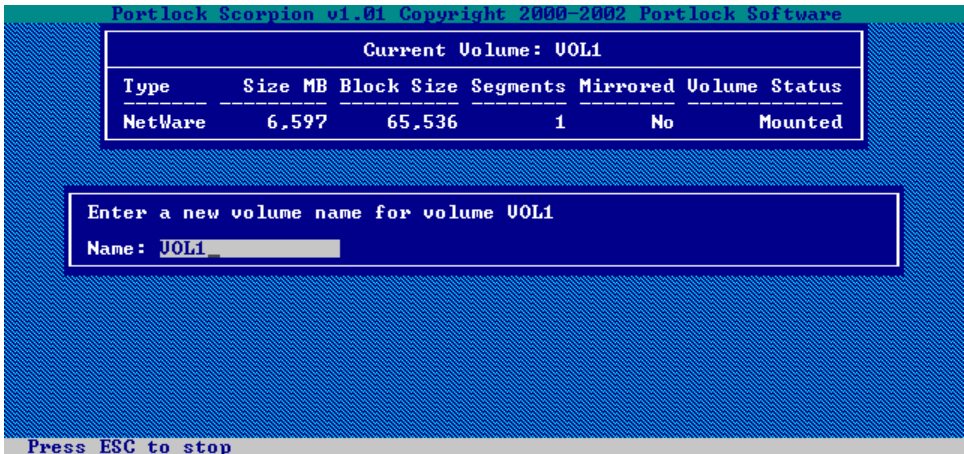 Portlock Scorpion v1.01 Copyright 2000-2002 Portlock Software
Current Volume: VOL1
Type Size MB Block Size Segments Mirrored Volume Status
NetWare 6,597 65,536 1 No Mounted
Enter a new volume name for volume VOL1
Name: VOL1_
Press ESC to stop